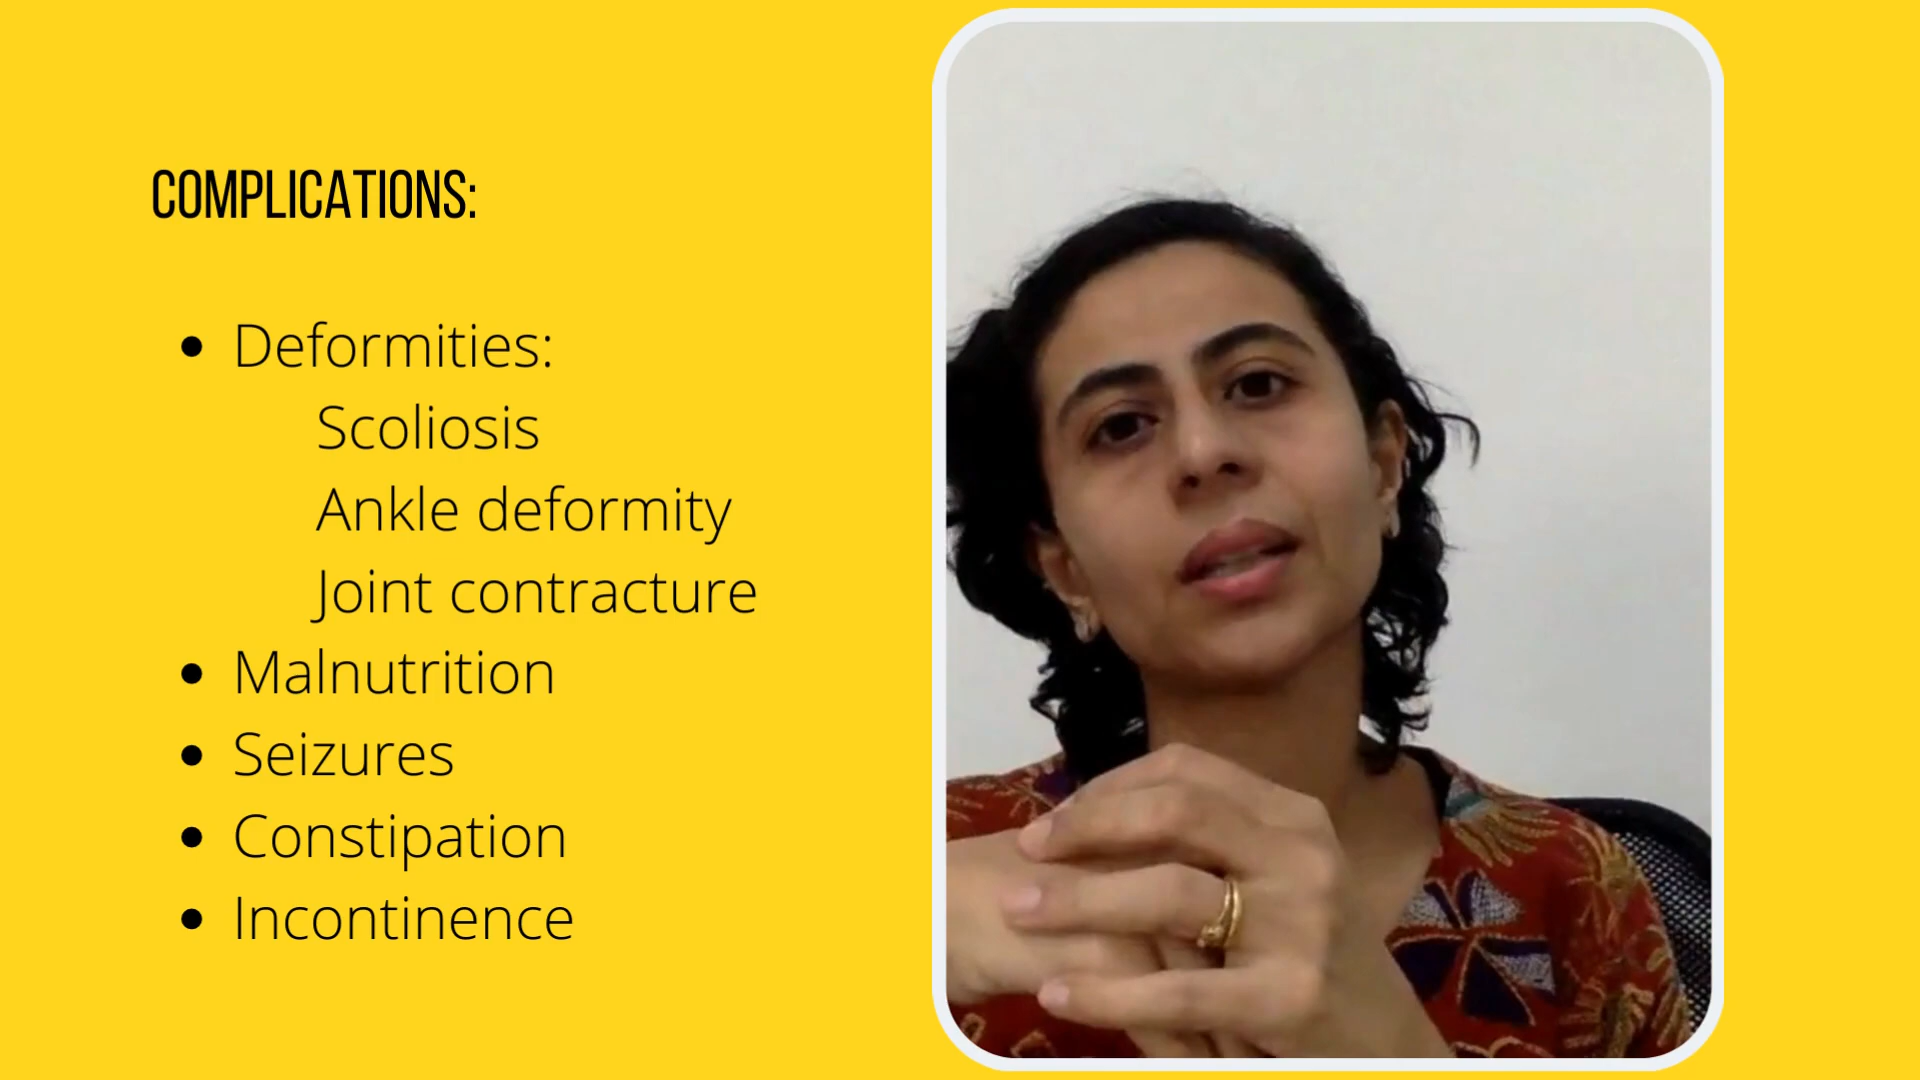 COMPLICATIONS:
• Deformities:
Scoliosis
Ankle deformity
Joint contracture
• Malnutrition
• Seizures
• Constipation
• Incontinence